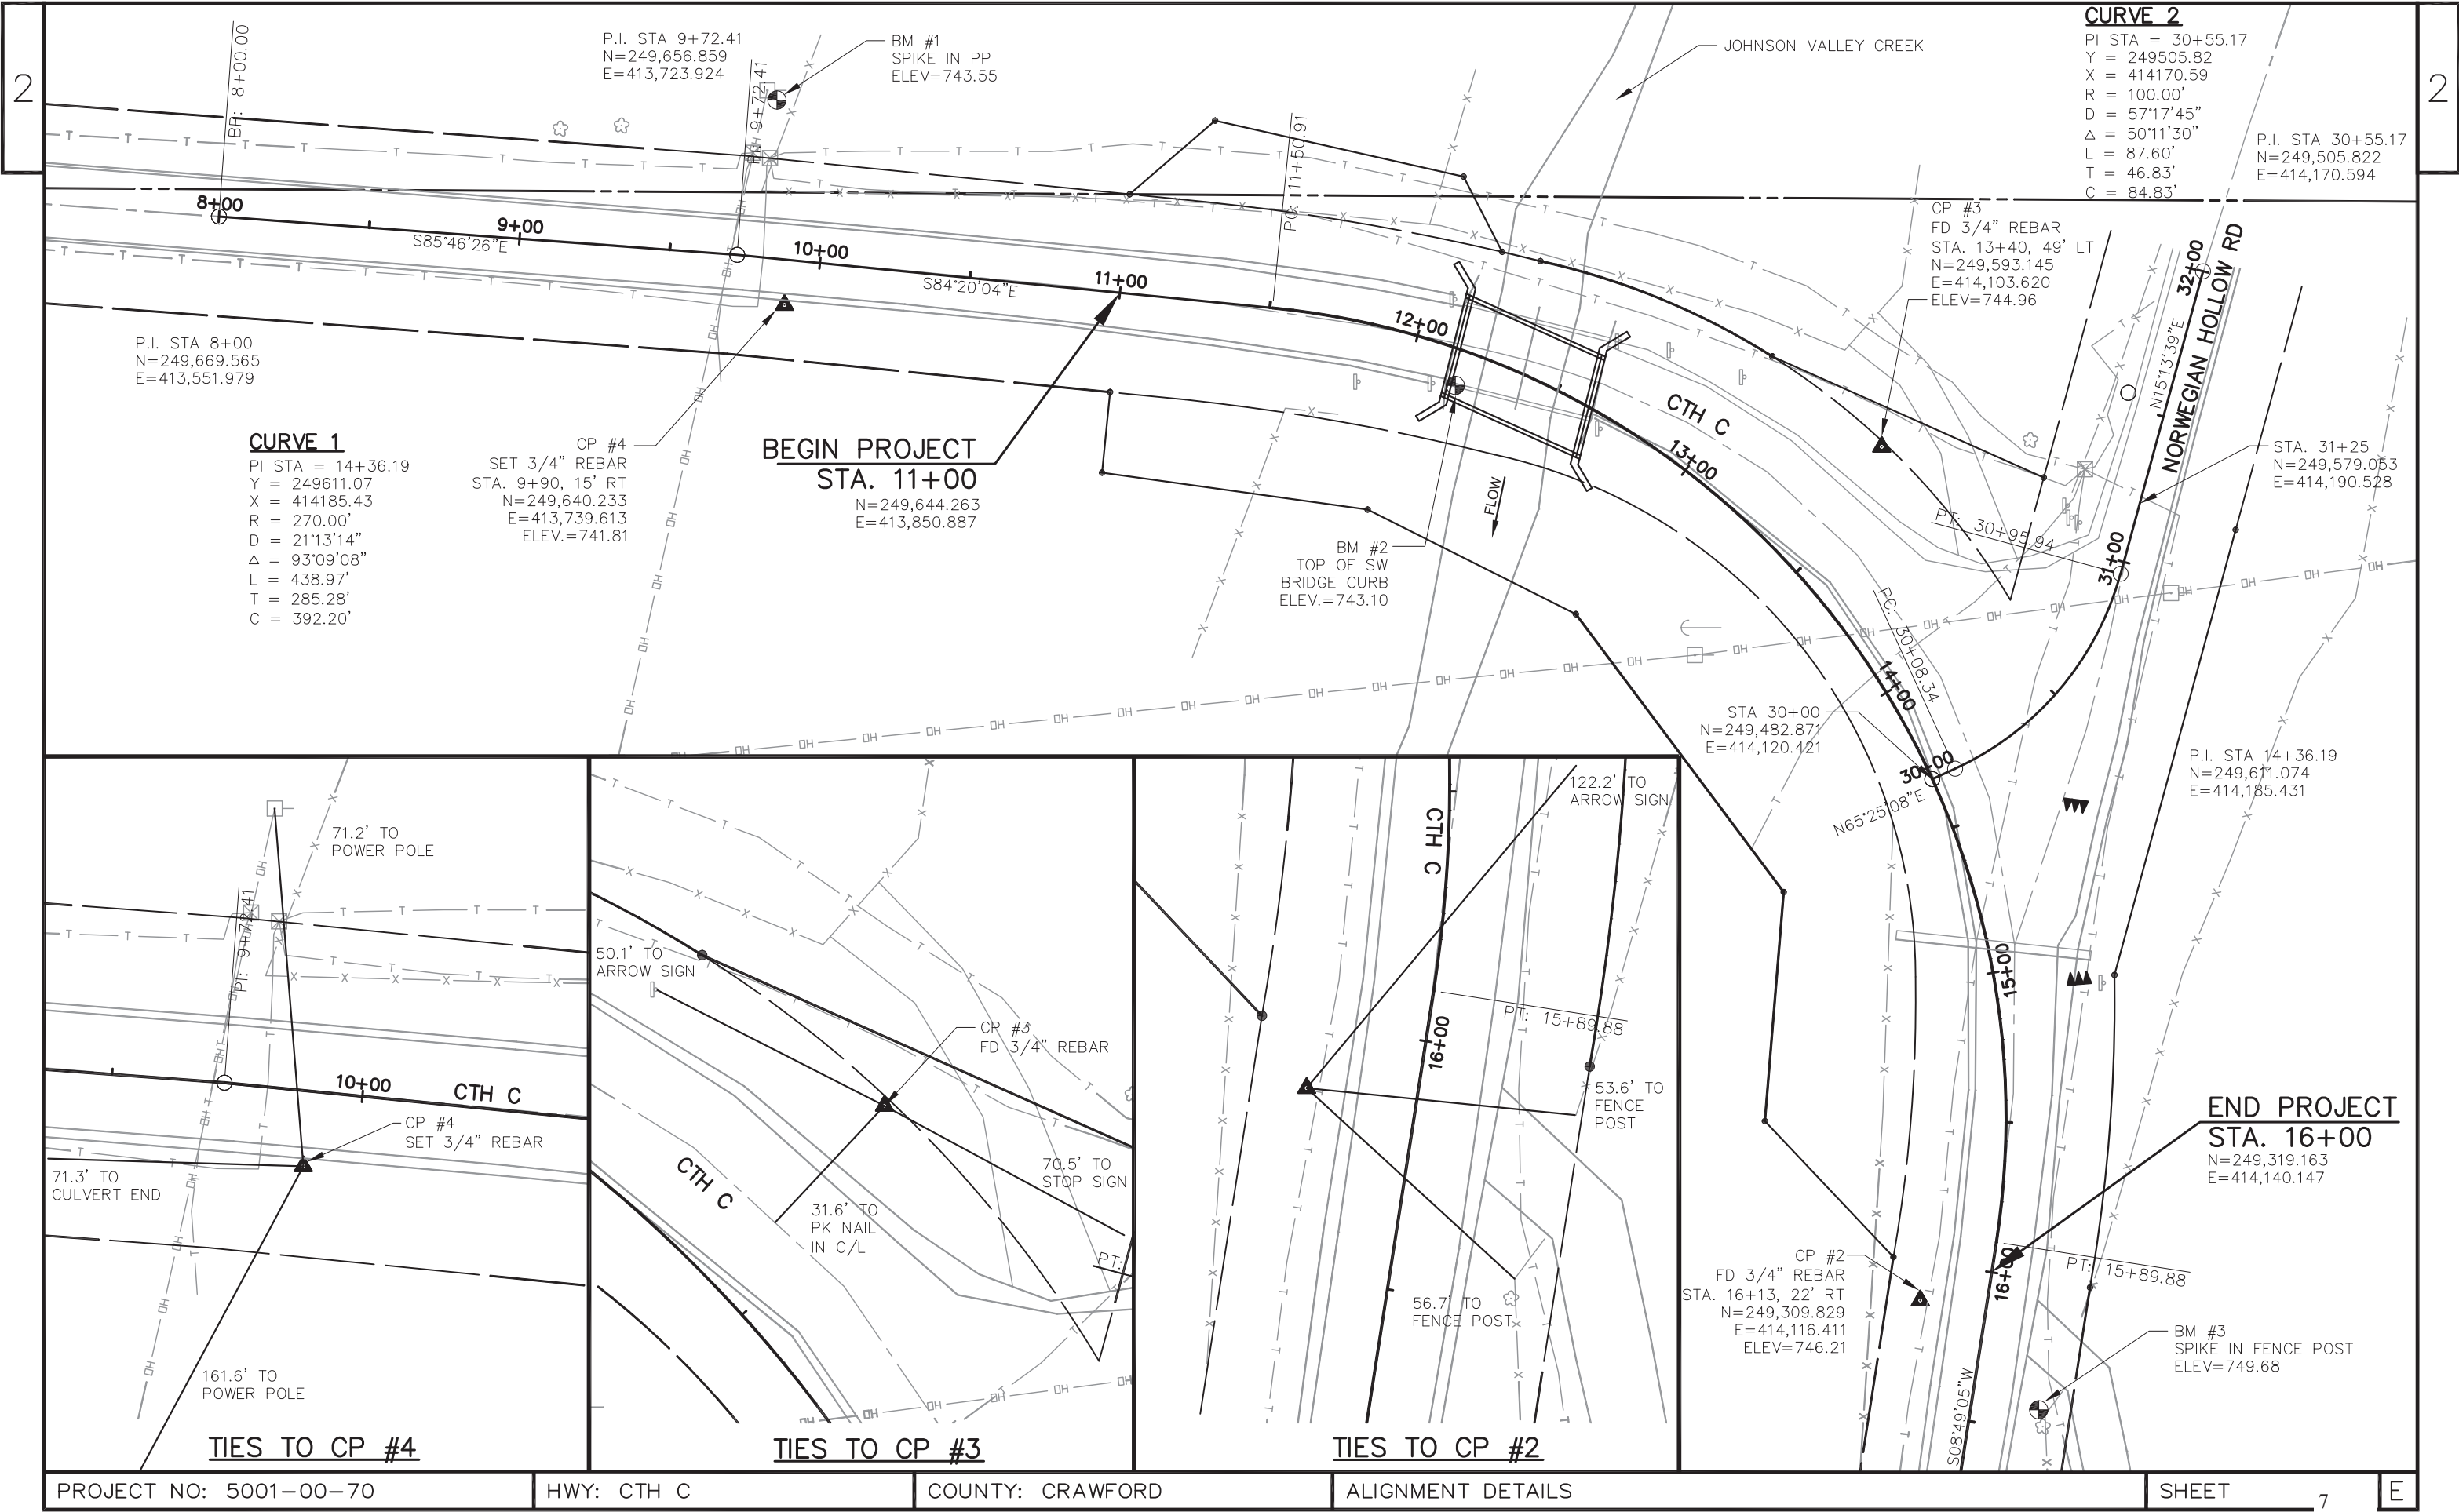 2
2
BF: 8+00.00
P.I. STA 9+72.41
N=249,656.859
E=413,723.924
BM #1
SPIKE IN PP
ELEV=743.55
JOHNSON VALLEY CREEK
CURVE 2
PI STA = 30+55.17
Y = 249505.82
X = 414170.59
R = 100.00'
D = 57°17'45"
Δ = 50°11'30"
L = 87.60'
T = 46.83'
C = 84.83'
P.I. STA 30+55.17
N=249,505.822
E=414,170.594
PI: 9+72.41
PC: 11+50.91
CP #3
FD 3/4" REBAR
STA. 13+40, 49' LT
N=249,593.145
E=414,103.620
ELEV=744.96
8+00
9+00
10+00
11+00
12+00
13+00
14+00
15+00
16+00
S85°46'26"E
S84°20'04"E
P.I. STA 8+00
N=249,669.565
E=413,551.979
CURVE 1
PI STA = 14+36.19
Y = 249611.07
X = 414185.43
R = 270.00'
D = 21°13'14"
Δ = 93°09'08"
L = 438.97'
T = 285.28'
C = 392.20'
CP #4
SET 3/4" REBAR
STA. 9+90, 15' RT
N=249,640.233
E=413,739.613
ELEV.=741.81
BEGIN PROJECT
STA. 11+00
N=249,644.263
E=413,850.887
BM #2
TOP OF SW
BRIDGE CURB
ELEV.=743.10
FLOW
CTH C
32+00
NORWEGIAN HOLLOW RD
N15°13'39"E
STA. 31+25
N=249,579.053
E=414,190.528
PT: 30+95.94
31+00
PC: 30+08.34
STA 30+00
N=249,482.871
E=414,120.421
30+00
N65°25'08"E
P.I. STA 14+36.19
N=249,611.074
E=414,185.431
END PROJECT
STA. 16+00
N=249,319.163
E=414,140.147
PT: 15+89.88
CP #2
FD 3/4" REBAR
STA. 16+13, 22' RT
N=249,309.829
E=414,116.411
ELEV=746.21
BM #3
SPIKE IN FENCE POST
ELEV=749.68
S08°49'05"W
71.2' TO
POWER POLE
PI: 9+72.41
10+00
CTH C
CP #4
SET 3/4" REBAR
71.3' TO
CULVERT END
161.6' TO
POWER POLE
TIES TO CP #4
50.1' TO
ARROW SIGN
CP #3
FD 3/4" REBAR
CTH C
31.6' TO
PK NAIL
IN C/L
70.5' TO
STOP SIGN
PT:
TIES TO CP #3
122.2' TO
ARROW SIGN
CTH C
PT: 15+89.88
16+00
53.6' TO
FENCE
POST
56.7' TO
FENCE POST
TIES TO CP #2
PROJECT NO: 5001-00-70
HWY: CTH C
COUNTY: CRAWFORD
ALIGNMENT DETAILS
SHEET
7
E